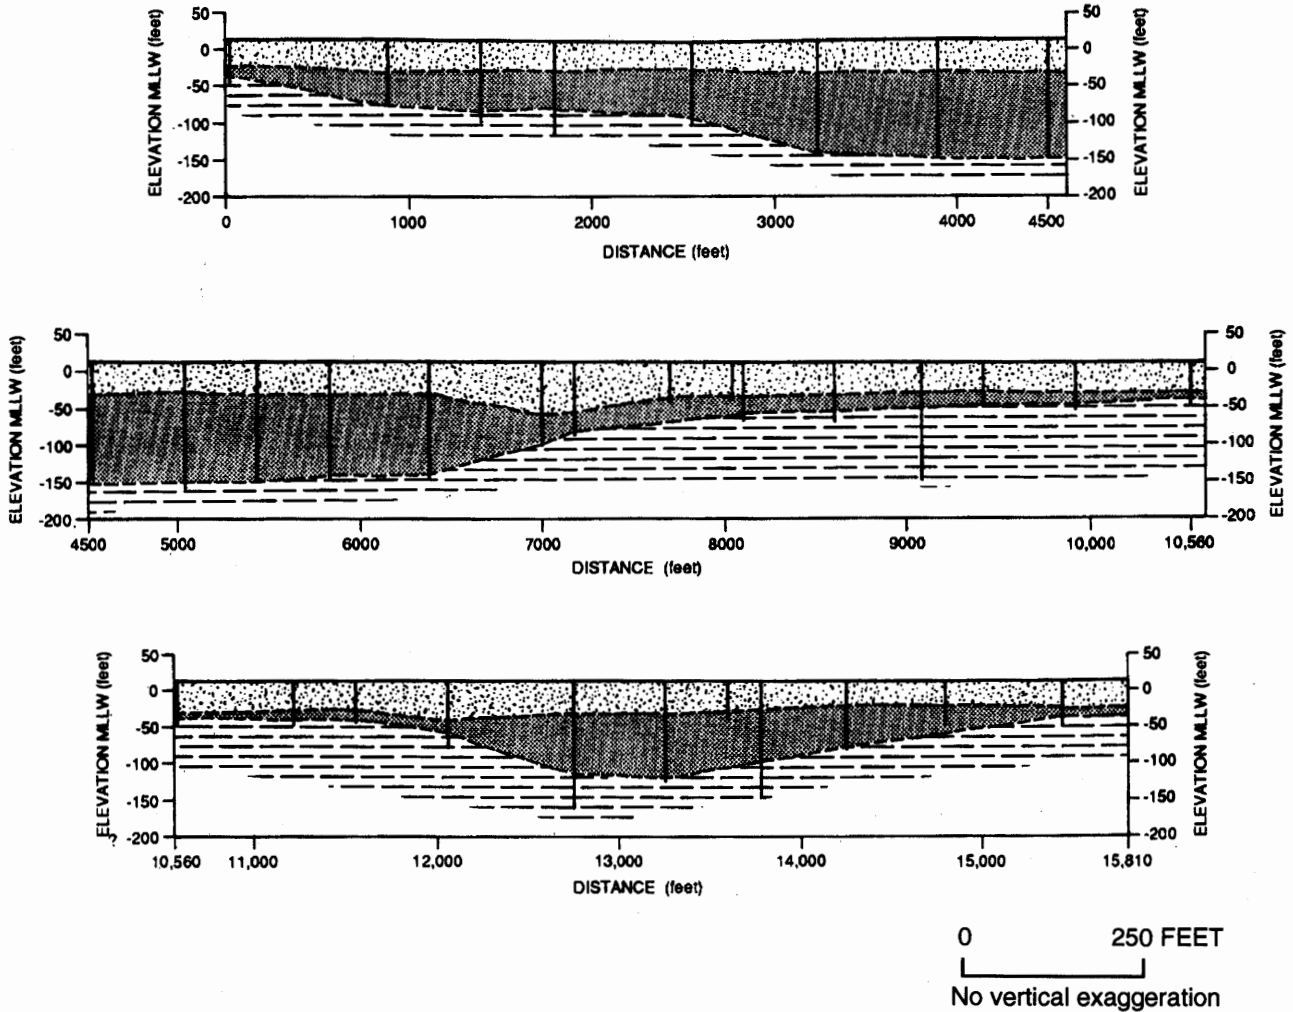 50
0
-50
-100
-150
-200
ELEVATION MLLW (feet)
50
0
-50
-100
-150
-200
ELEVATION MLLW (feet)
0 1000 2000 3000 4000 4500
DISTANCE (feet)
50
0
-50
-100
-150
-200
ELEVATION MLLW (feet)
50
0
-50
-100
-150
-200
ELEVATION MLLW (feet)
4500 5000 6000 7000 8000 9000 10,000 10,560
DISTANCE (feet)
50
0
-50
-100
-150
-200
ELEVATION MLLW (feet)
?
50
0
-50
-100
-150
-200
ELEVATION MLLW (feet)
10,560 11,000 12,000 13,000 14,000 15,000 15,810
DISTANCE (feet)
0 250 FEET
No vertical exaggeration